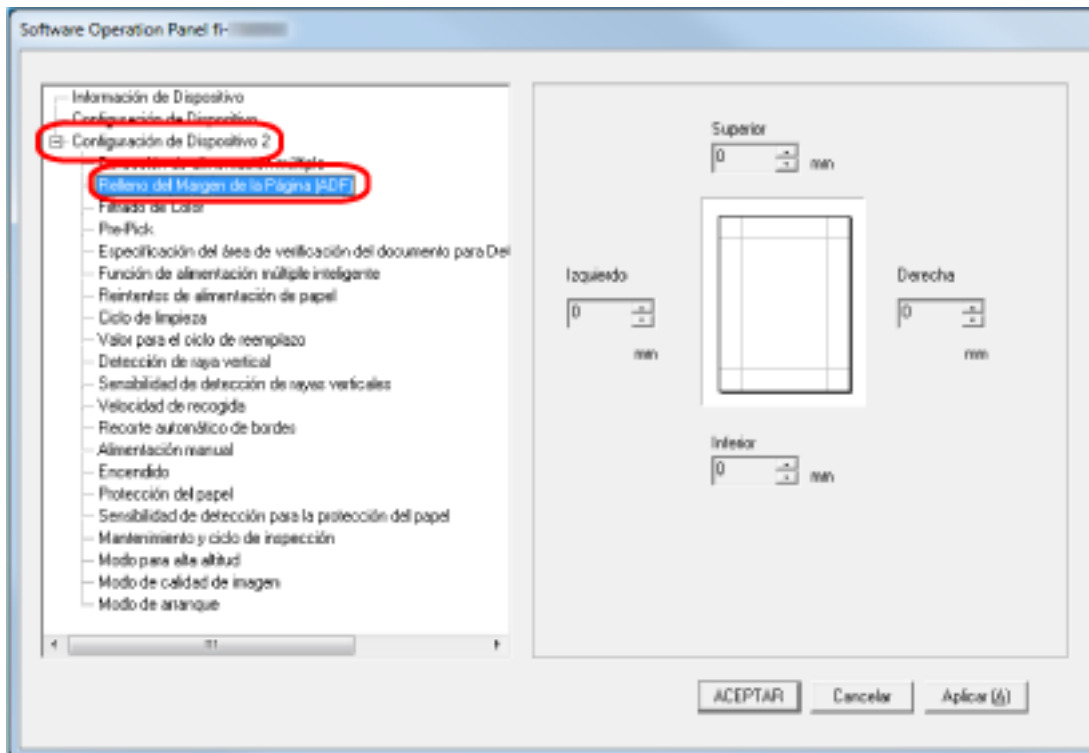 Software Operation Panel fi-
Información de Dispositivo
Configuración de Dispositivo
Configuración de Dispositivo 2
Relleno del Margen de la Página (ADF)
Filtrado de Color
Pre-Pick
Especificación del área de verificación del documento para Det
Función de alimentación múltiple inteligente
Reintentos de alimentación de papel
Ciclo de limpieza
Valor para el ciclo de reemplazo
Detección de raya vertical
Sensibilidad de detección de rayas verticales
Velocidad de recogida
Recorte automático de bordes
Alimentación manual
Encendido
Protección del papel
Sensibilidad de detección para la protección del papel
Mantenimiento y ciclo de inspección
Modo para alta altitud
Modo de calidad de imagen
Modo de arranque
Superior
0 mm
Izquierdo
0
mm
Derecha
0
mm
Inferior
0 mm
ACEPTAR
Cancelar
Aplicar (A)